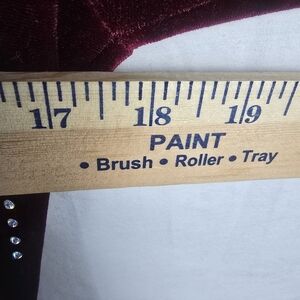 17 18 19
PAINT
• Brush • Roller • Tray